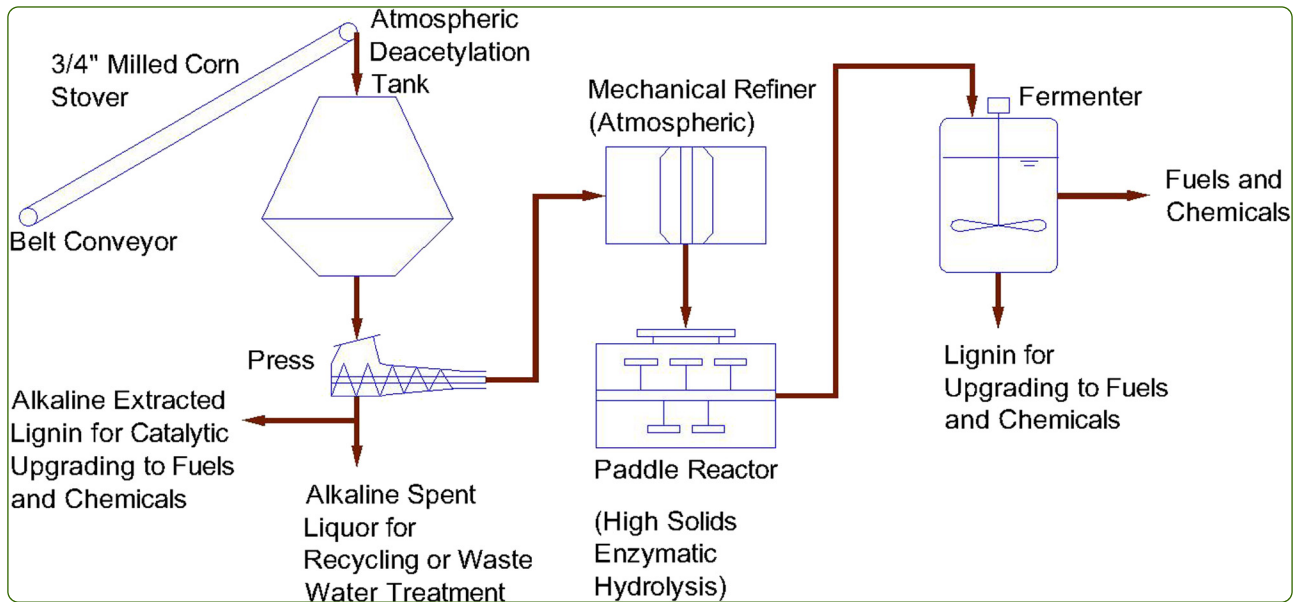 3/4" Milled Corn
Stover
Belt Conveyor
Atmospheric
Deacetylation
Tank
Press
Alkaline Extracted
Lignin for Catalytic
Upgrading to Fuels
and Chemicals
Alkaline Spent
Liquor for
Recycling or Waste
Water Treatment
Mechanical Refiner
(Atmospheric)
Paddle Reactor
(High Solids
Enzymatic
Hydrolysis)
Fermenter
Fuels and
Chemicals
Lignin for
Upgrading to Fuels
and Chemicals